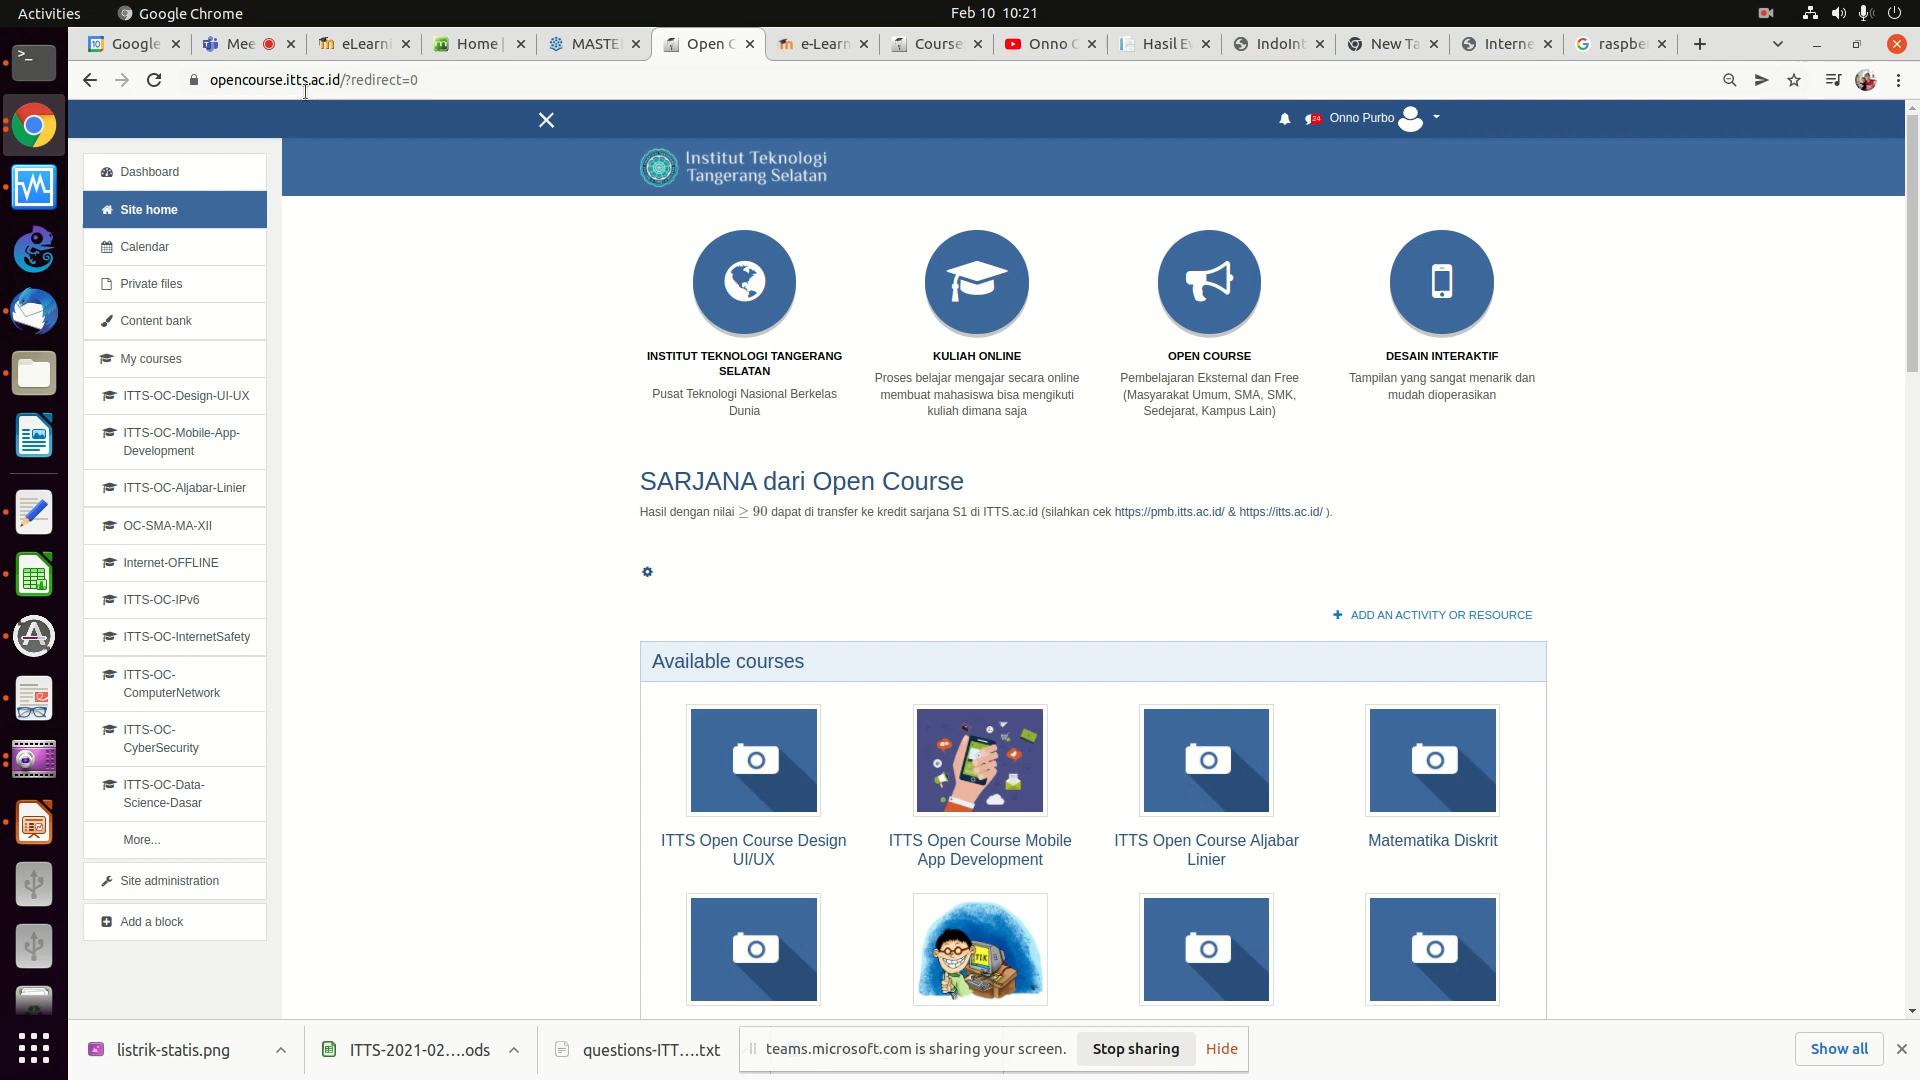 Activities
Google Chrome
Feb 10 10:21
Google
Mee
eLearni
Home |
MASTE
Open C
e-Learn
Course
Onno C
Hasil Ev
IndoInt
New Ta
Interne
raspbe
opencourse.itts.ac.id/?redirect=0
24
Onno Purbo
Institut Teknologi
Tangerang Selatan
Dashboard
Site home
Calendar
Private files
Content bank
My courses
ITTS-OC-Design-UI-UX
ITTS-OC-Mobile-App-
Development
ITTS-OC-Aljabar-Linier
OC-SMA-MA-XII
Internet-OFFLINE
ITTS-OC-IPv6
ITTS-OC-InternetSafety
ITTS-OC-
ComputerNetwork
ITTS-OC-
CyberSecurity
ITTS-OC-Data-
Science-Dasar
More...
Site administration
Add a block
INSTITUT TEKNOLOGI TANGERANG
SELATAN
Pusat Teknologi Nasional Berkelas
Dunia
KULIAH ONLINE
Proses belajar mengajar secara online
membuat mahasiswa bisa mengikuti
kuliah dimana saja
OPEN COURSE
Pembelajaran Eksternal dan Free
(Masyarakat Umum, SMA, SMK,
Sedejarat, Kampus Lain)
DESAIN INTERAKTIF
Tampilan yang sangat menarik dan
mudah dioperasikan
SARJANA dari Open Course
Hasil dengan nilai ≥ 90 dapat di transfer ke kredit sarjana S1 di ITTS.ac.id (silahkan cek https://pmb.itts.ac.id/ & https://itts.ac.id/ ).
ADD AN ACTIVITY OR RESOURCE
Available courses
ITTS Open Course Design
UI/UX
ITTS Open Course Mobile
App Development
ITTS Open Course Aljabar
Linier
Matematika Diskrit
TIK
listrik-statis.png
ITTS-2021-02....ods
questions-ITT....txt
teams.microsoft.com is sharing your screen.
Stop sharing
Hide
Show all